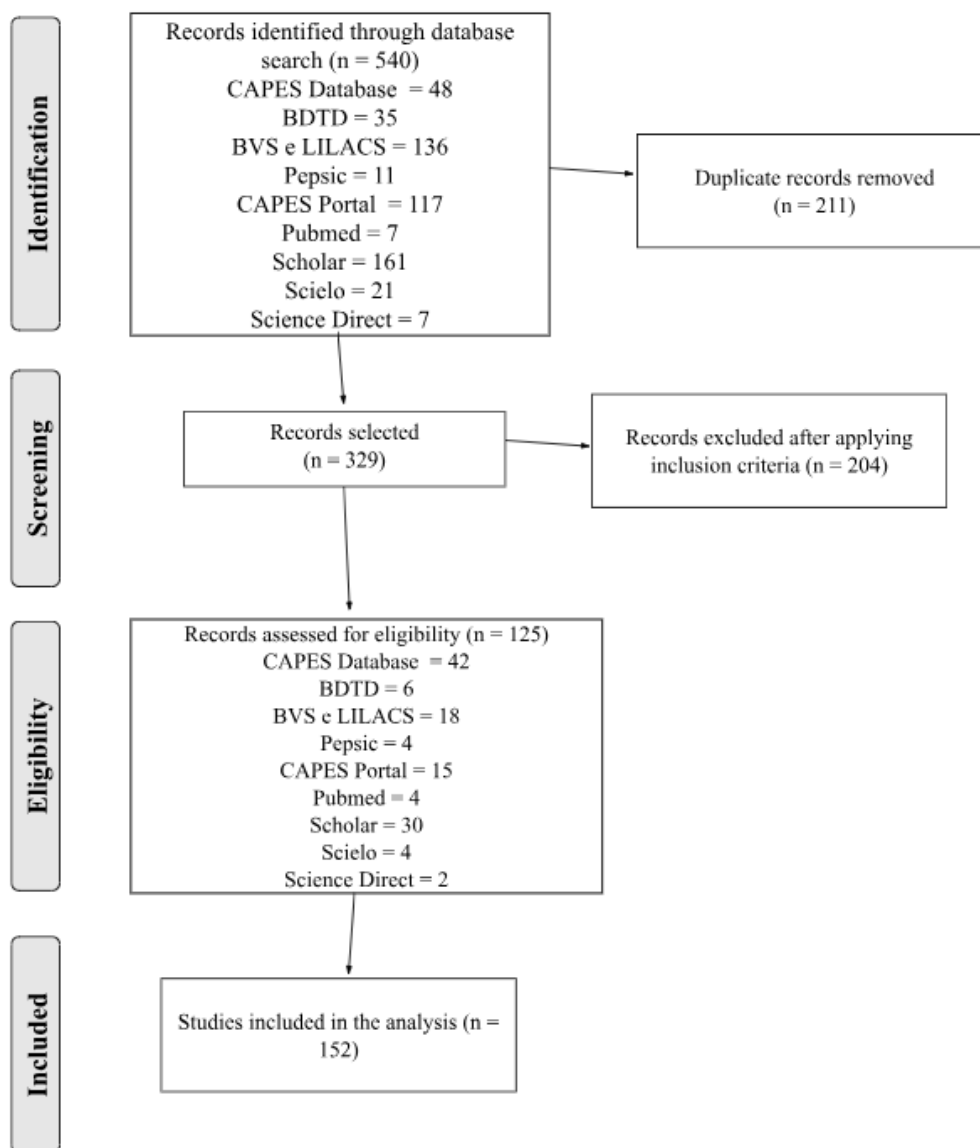 Identification
Records identified through database
search (n = 540)
CAPES Database = 48
BDTD = 35
BVS e LILACS = 136
Pepsic = 11
CAPES Portal = 117
Pubmed = 7
Scholar = 161
Scielo = 21
Science Direct = 7
Duplicate records removed
(n = 211)
Screening
Records selected
(n = 329)
Records excluded after applying
inclusion criteria (n = 204)
Eligibility
Records assessed for eligibility (n = 125)
CAPES Database = 42
BDTD = 6
BVS e LILACS = 18
Pepsic = 4
CAPES Portal = 15
Pubmed = 4
Scholar = 30
Scielo = 4
Science Direct = 2
Included
Studies included in the analysis (n =
152)